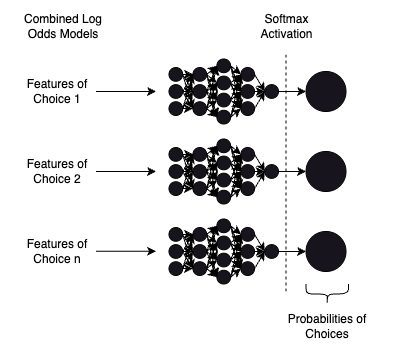 Combined Log
Odds Models
Softmax
Activation
Features of
Choice 1
Features of
Choice 2
Features of
Choice n
Probabilities of
Choices